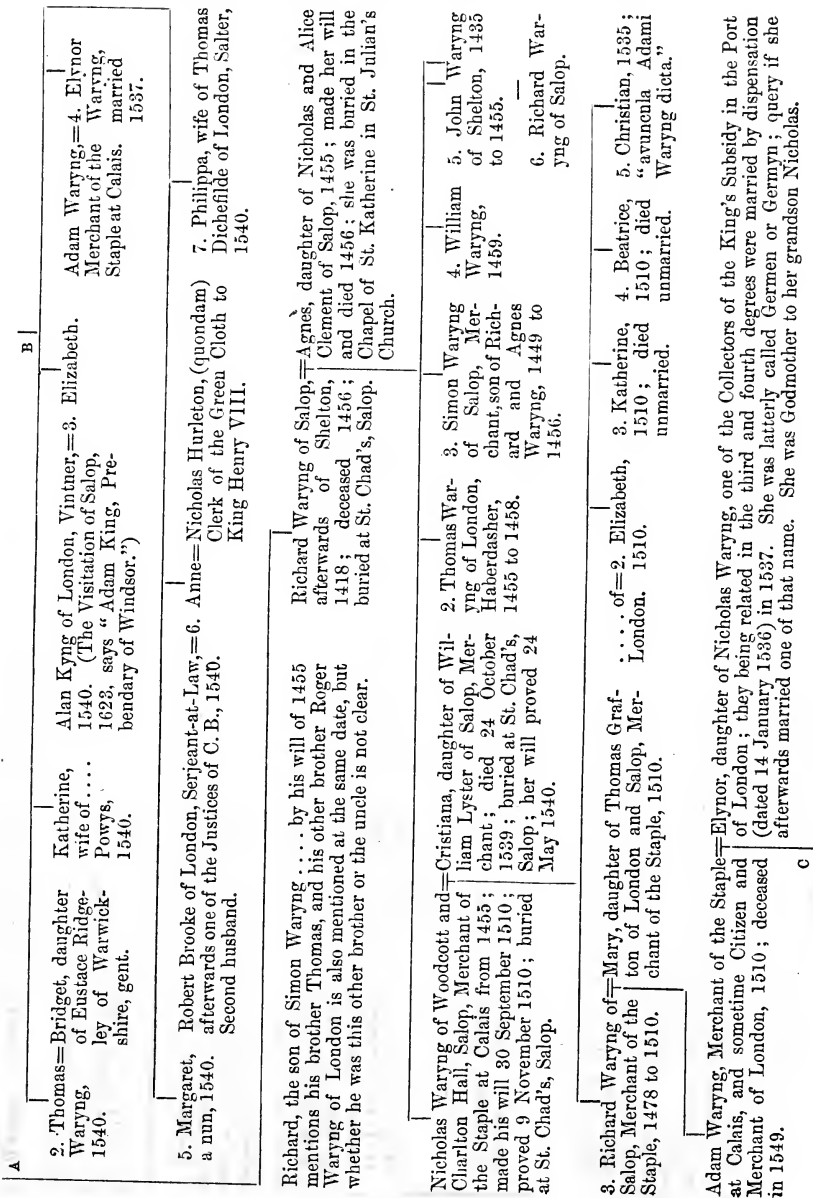 A
B
2. Thomas=Bridget, daughter
Waryng, of Eustace Ridge-
1540. ley of Warwick-
shire, gent.
Katherine,
wife of ....
Powys,
1540.
Alan Kyng of London, Vintner,=3. Elizabeth.
1540. (The Visitation of Salop,
1623, says “Adam King, Pre-
bendary of Windsor.”)
Adam Waryng,=4. Elynor
Merchant of the Waryng,
Staple at Calais. married
1537.
5. Margaret,
a nun, 1540.
Robert Brooke of London, Serjeant-at-Law,=6. Anne=Nicholas Hurleton, (quondam)
afterwards one of the Justices of C. B., 1540. Clerk of the Green Cloth to
Second husband. King Henry VIII.
7. Philippa, wife of Thomas
Dichefilde of London, Salter,
1540.
Richard, the son of Simon Waryng .... by his will of 1455
mentions his brother Thomas, and his other brother Roger
Waryng of London is also mentioned at the same date, but
whether he was this other brother or the uncle is not clear.
Richard Waryng of Salop,=Agnes, daughter of Nicholas and Alice
afterwards of Shelton, Clement of Salop, 1455; made her will
1418; deceased 1456; and died 1456; she was buried in the
buried at St. Chad's, Salop. Chapel of St. Katherine in St. Julian's
Church.
Nicholas Waryng of Woodcott and=Cristiana, daughter of Wil-
Charlton Hall, Salop, Merchant of liam Lyster of Salop, Mer-
the Staple at Calais from 1455; chant; died 24 October
made his will 30 September 1510; 1539; buried at St. Chad's,
proved 9 November 1510; buried Salop; her will proved 24
at St. Chad's, Salop. May 1540.
2. Thomas War-
yng of London,
Haberdasher,
1455 to 1458.
3. Simon Waryng
of Salop, Mer-
chant, son of Rich-
ard and Agnes
Waryng, 1449 to
1456.
4. William
Waryng,
1459.
5. John Waryng
of Shelton, 1435
to 1455.
6. Richard War-
yng of Salop.
3. Richard Waryng of=Mary, daughter of Thomas Graf-
Salop, Merchant of the ton of London and Salop, Mer-
Staple, 1478 to 1510. chant of the Staple, 1510.
.... of=2. Elizabeth,
London. 1510.
3. Katherine,
1510; died
unmarried.
4. Beatrice,
1510; died
unmarried.
5. Christian, 1535;
“avuncula Adami
Waryng dicta.”
Adam Waryng, Merchant of the Staple=Elynor, daughter of Nicholas Waryng, one of the Collectors of the King's Subsidy in the Port
at Calais, and sometime Citizen and of London; they being related in the third and fourth degrees were married by dispensation
Merchant of London, 1510; deceased (dated 14 January 1536) in 1537. She was latterly called Germen or Germyn; query if she
in 1549. afterwards married one of that name. She was Godmother to her grandson Nicholas.
C